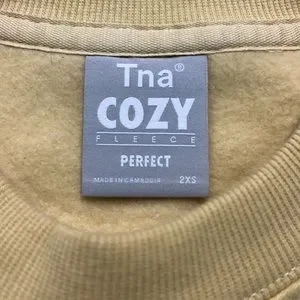 Tna®
COZY
FLEECE
PERFECT
MADE IN CAMBODIA 2XS